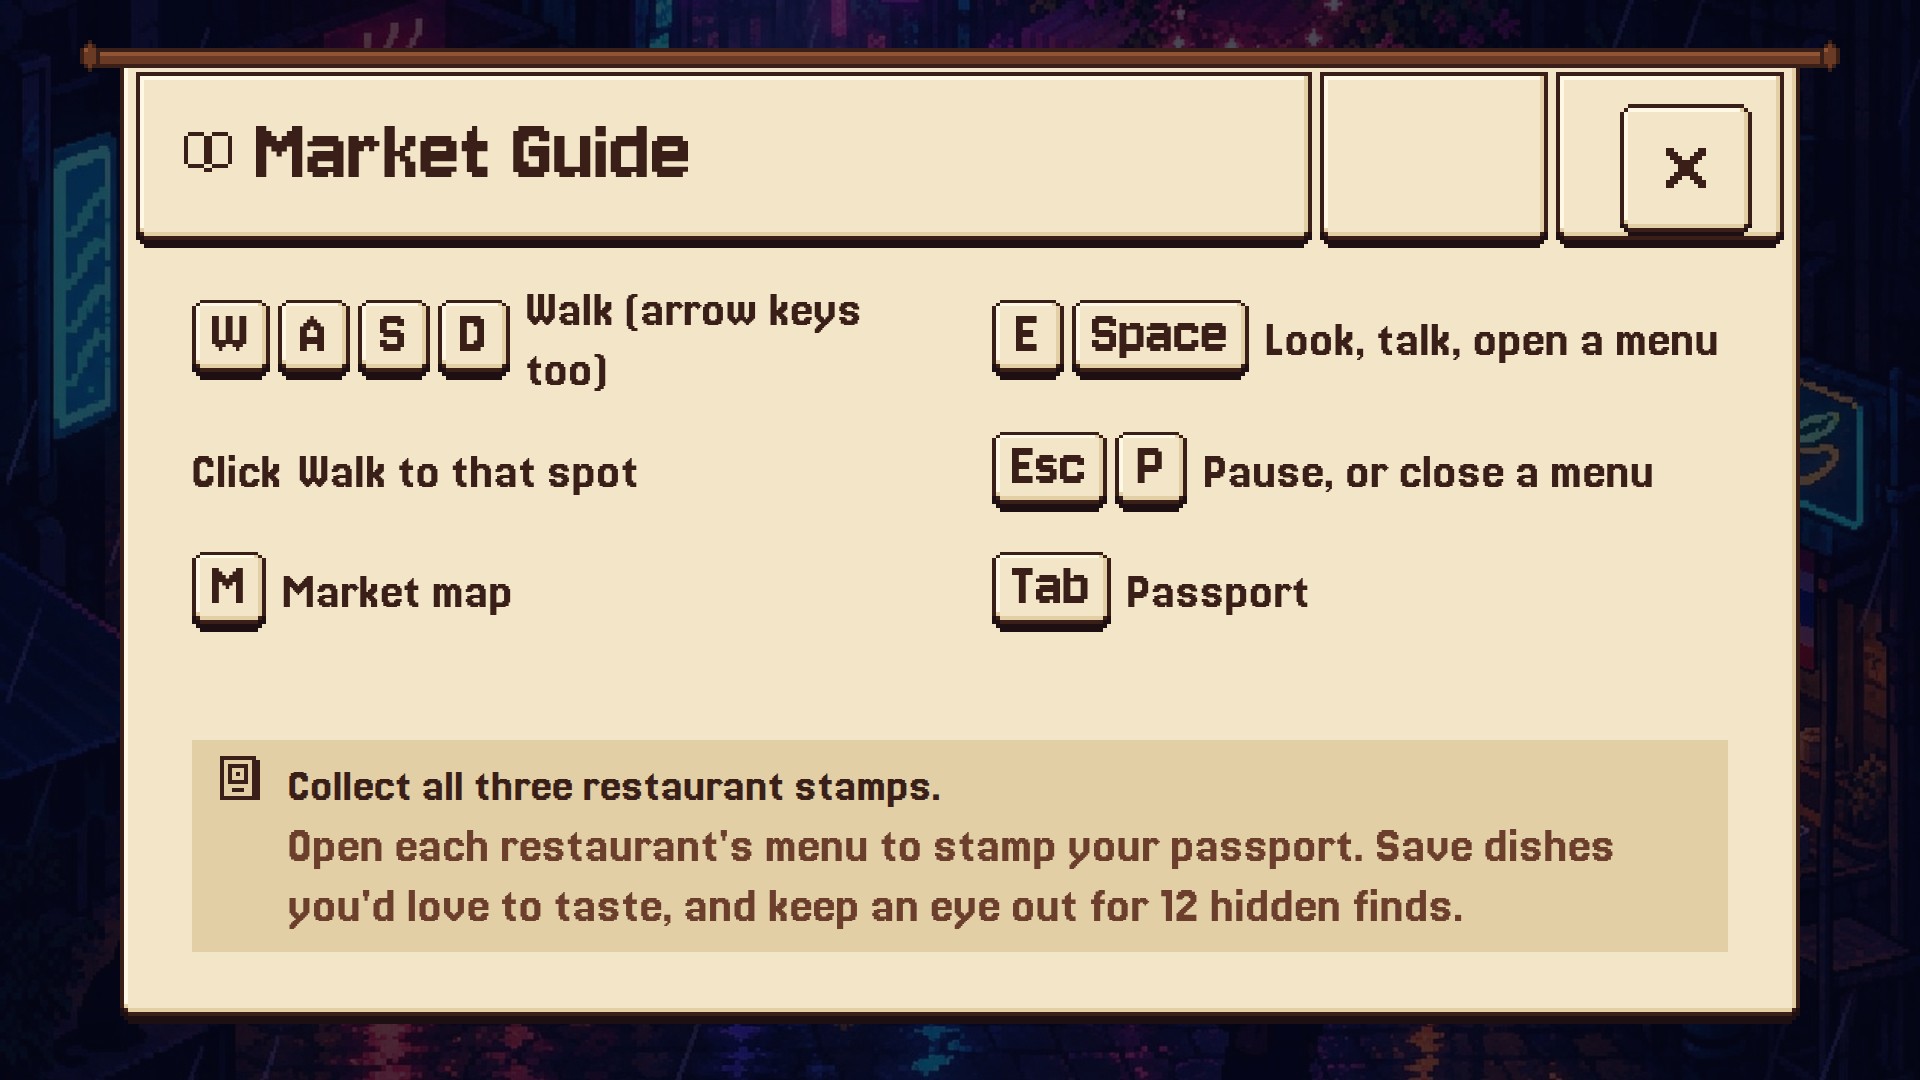 Market Guide
W A S D Walk (arrow keys
too)
E Space Look, talk, open a menu
Click Walk to that spot
Esc P Pause, or close a menu
M Market map
Tab Passport
Collect all three restaurant stamps.
Open each restaurant's menu to stamp your passport. Save dishes
you'd love to taste, and keep an eye out for 12 hidden finds.